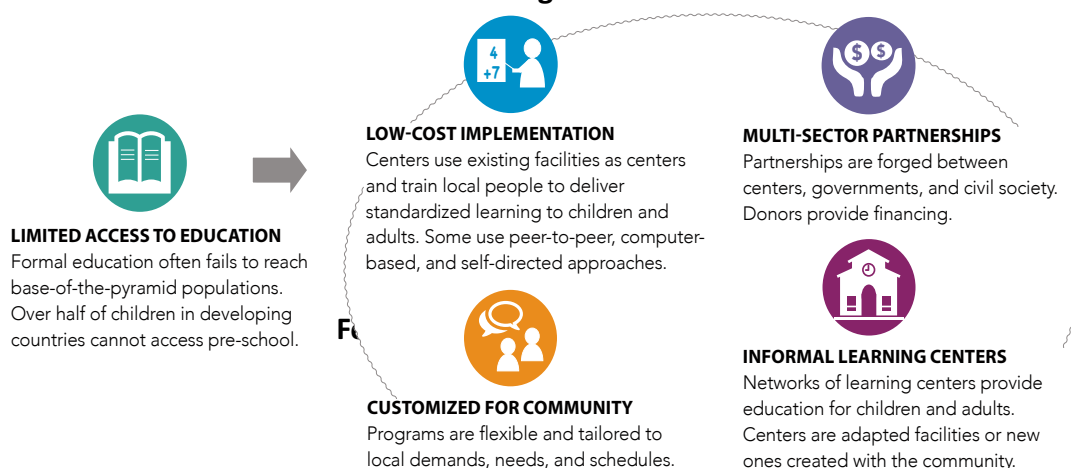 LIMITED ACCESS TO EDUCATION
Formal education often fails to reach
base-of-the-pyramid populations.
Over half of children in developing
countries cannot access pre-school.
4
+7
LOW-COST IMPLEMENTATION
Centers use existing facilities as centers
and train local people to deliver
standardized learning to children and
adults. Some use peer-to-peer, computer-
based, and self-directed approaches.
$ $
MULTI-SECTOR PARTNERSHIPS
Partnerships are forged between
centers, governments, and civil society.
Donors provide financing.
CUSTOMIZED FOR COMMUNITY
Programs are flexible and tailored to
local demands, needs, and schedules.
INFORMAL LEARNING CENTERS
Networks of learning centers provide
education for children and adults.
Centers are adapted facilities or new
ones created with the community.